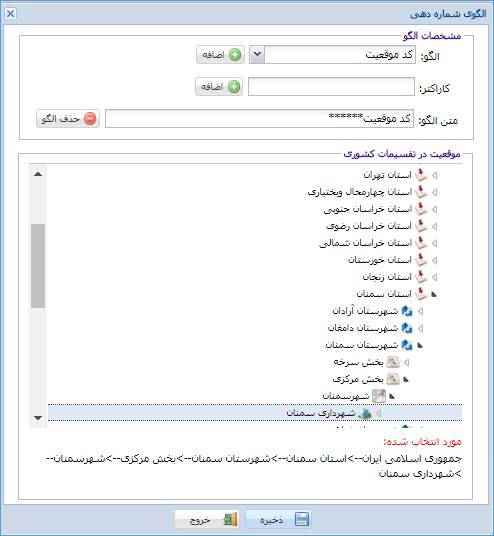 الگوی شماره دهی
مشخصات الگو
الگو: کد موقعیت اضافه
کاراکتر: اضافه
متن الگو: کد موقعیت****** حذف الگو
موقعیت در تقسیمات کشوری
استان تهران
استان چهارمحال وبختیاری
استان خراسان جنوبی
استان خراسان رضوی
استان خراسان شمالی
استان خوزستان
استان زنجان
استان سمنان
شهرستان آرادان
شهرستان دامغان
شهرستان سمنان
بخش سرخه
بخش مرکزی
شهرسمنان
شهرداری سمنان
مورد انتخاب شده:
جمهوری اسلامی ایران-->استان سمنان-->شهرستان سمنان-->بخش مرکزی-->شهرسمنان--
>شهرداری سمنان
ذخیره خروج